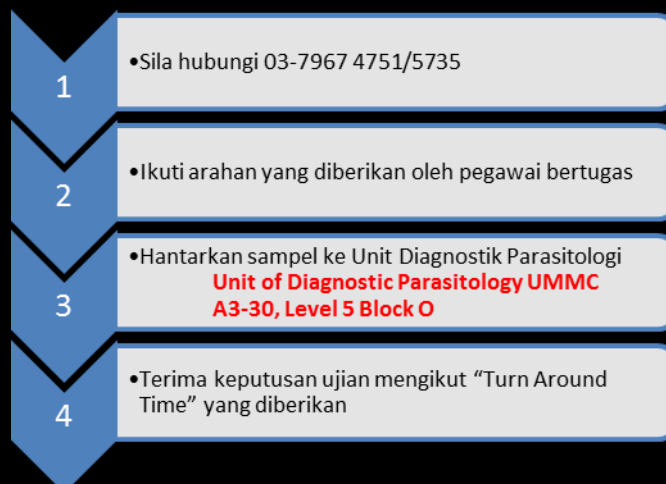 1
•Sila hubungi 03-7967 4751/5735
2
•Ikuti arahan yang diberikan oleh pegawai bertugas
3
•Hantarkan sampel ke Unit Diagnostik Parasitologi
Unit of Diagnostic Parasitology UMMC
A3-30, Level 5 Block O
4
•Terima keputusan ujian mengikut “Turn Around
Time” yang diberikan